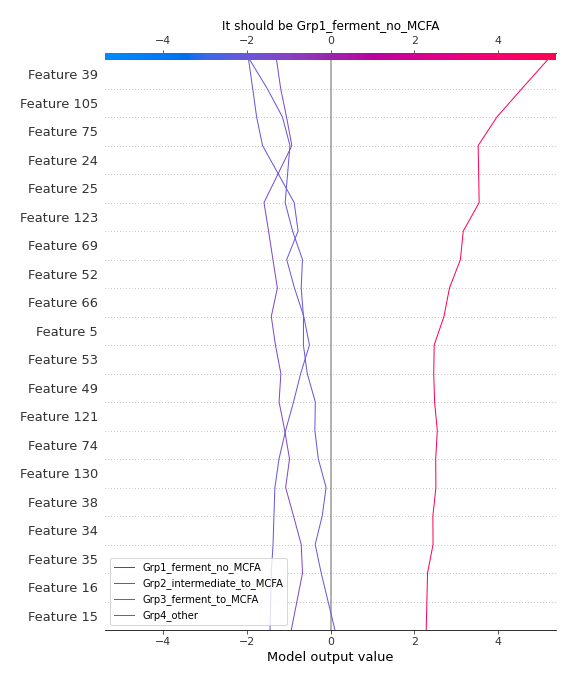 It should be Grp1_ferment_no_MCFA
−4 −2 0 2 4
Feature 39
Feature 105
Feature 75
Feature 24
Feature 25
Feature 123
Feature 69
Feature 52
Feature 66
Feature 5
Feature 53
Feature 49
Feature 121
Feature 74
Feature 130
Feature 38
Feature 34
Feature 35
Feature 16
Feature 15
Grp1_ferment_no_MCFA
Grp2_intermediate_to_MCFA
Grp3_ferment_to_MCFA
Grp4_other
−4 −2 0 2 4
Model output value